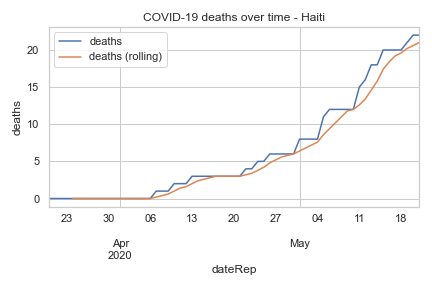 COVID-19 deaths over time - Haiti
deaths
deaths (rolling)
deaths
20
15
10
5
0
23 30 06 13 20 27 04 11 18
Apr May
2020
dateRep